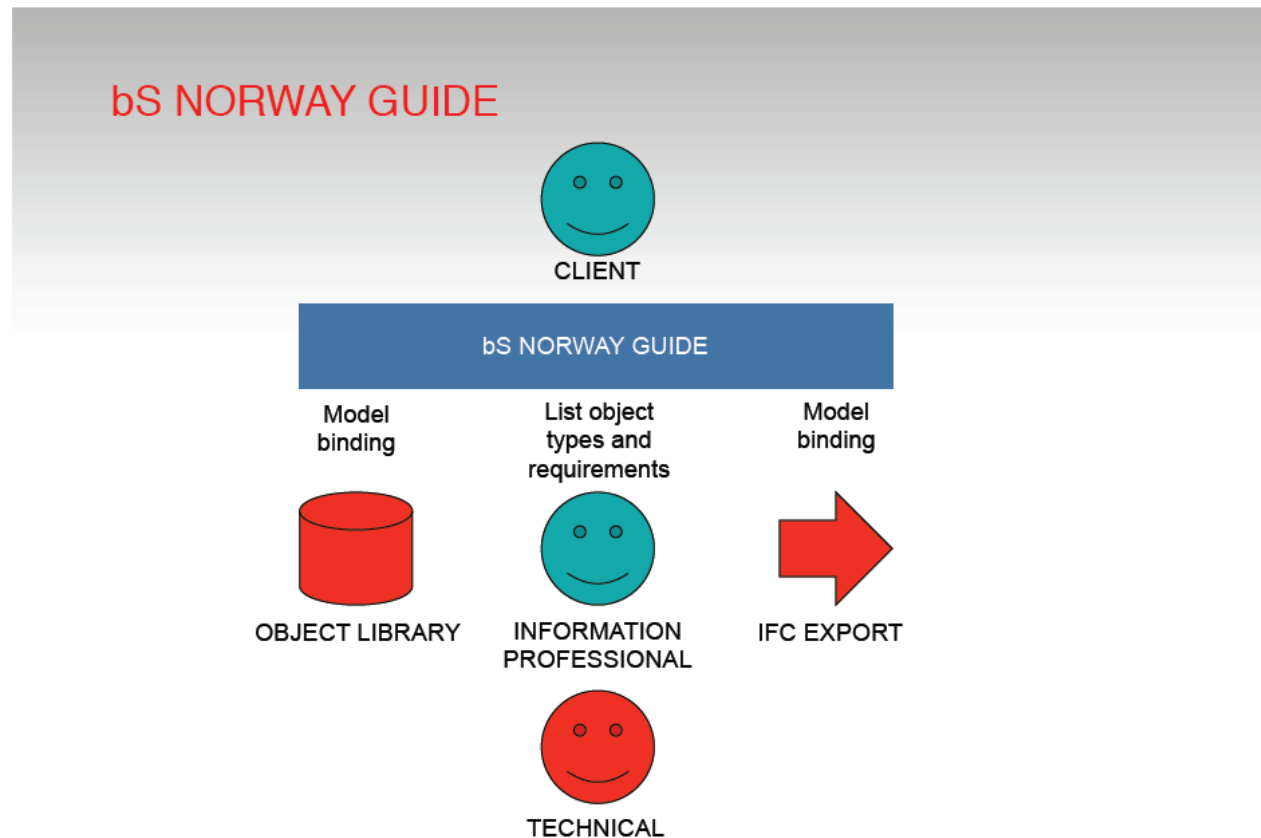 bS NORWAY GUIDE
CLIENT
bS NORWAY GUIDE
Model
binding
List object
types and
requirements
Model
binding
OBJECT LIBRARY
INFORMATION
PROFESSIONAL
IFC EXPORT
TECHNICAL